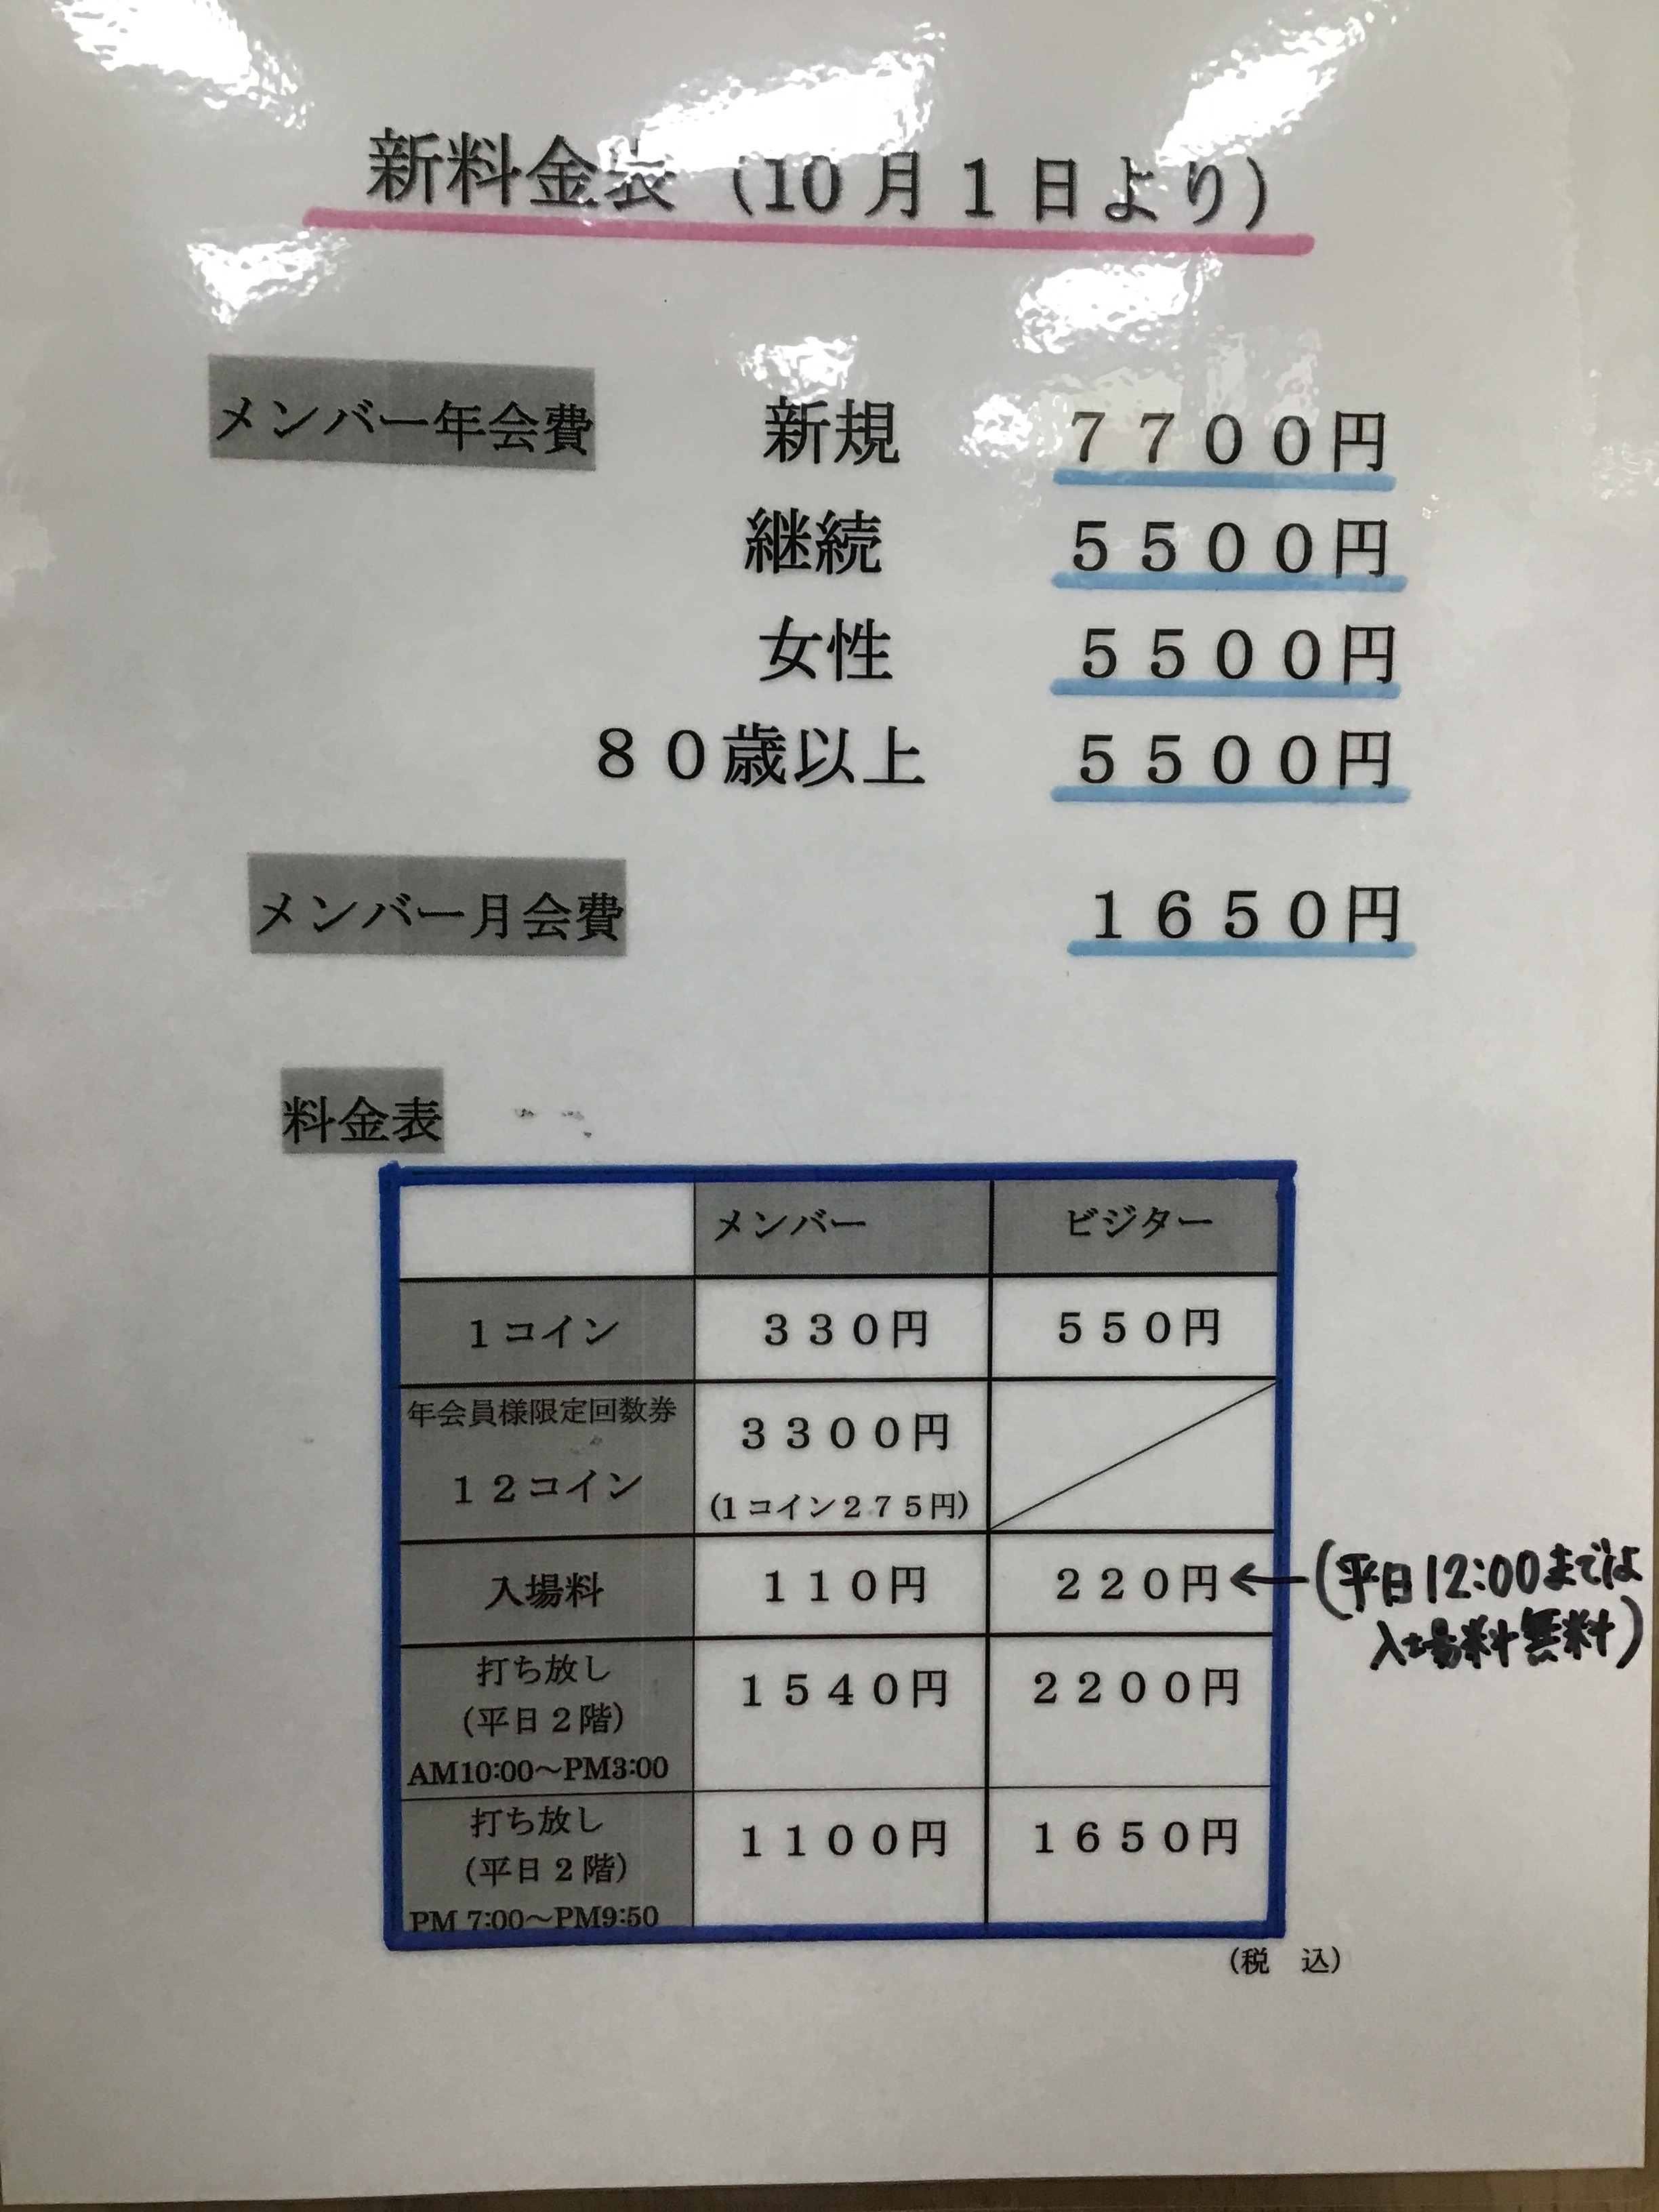 新料金表 (10月1日より)
メンバー年会費 新規 7700円
継続 5500円
女性 5500円
80歳以上 5500円
メンバー月会費 1650円
料金表
メンバー ビジター
1コイン 330円 550円
年会員様限定回数券
12コイン 3300円
(1コイン275円)
入場料 110円 220円 ←(平日12:00までは
入場料無料)
打ち放し
(平日2階)
AM10:00～PM3:00 1540円 2200円
打ち放し
(平日2階)
PM 7:00～PM9:50 1100円 1650円
(税 込)